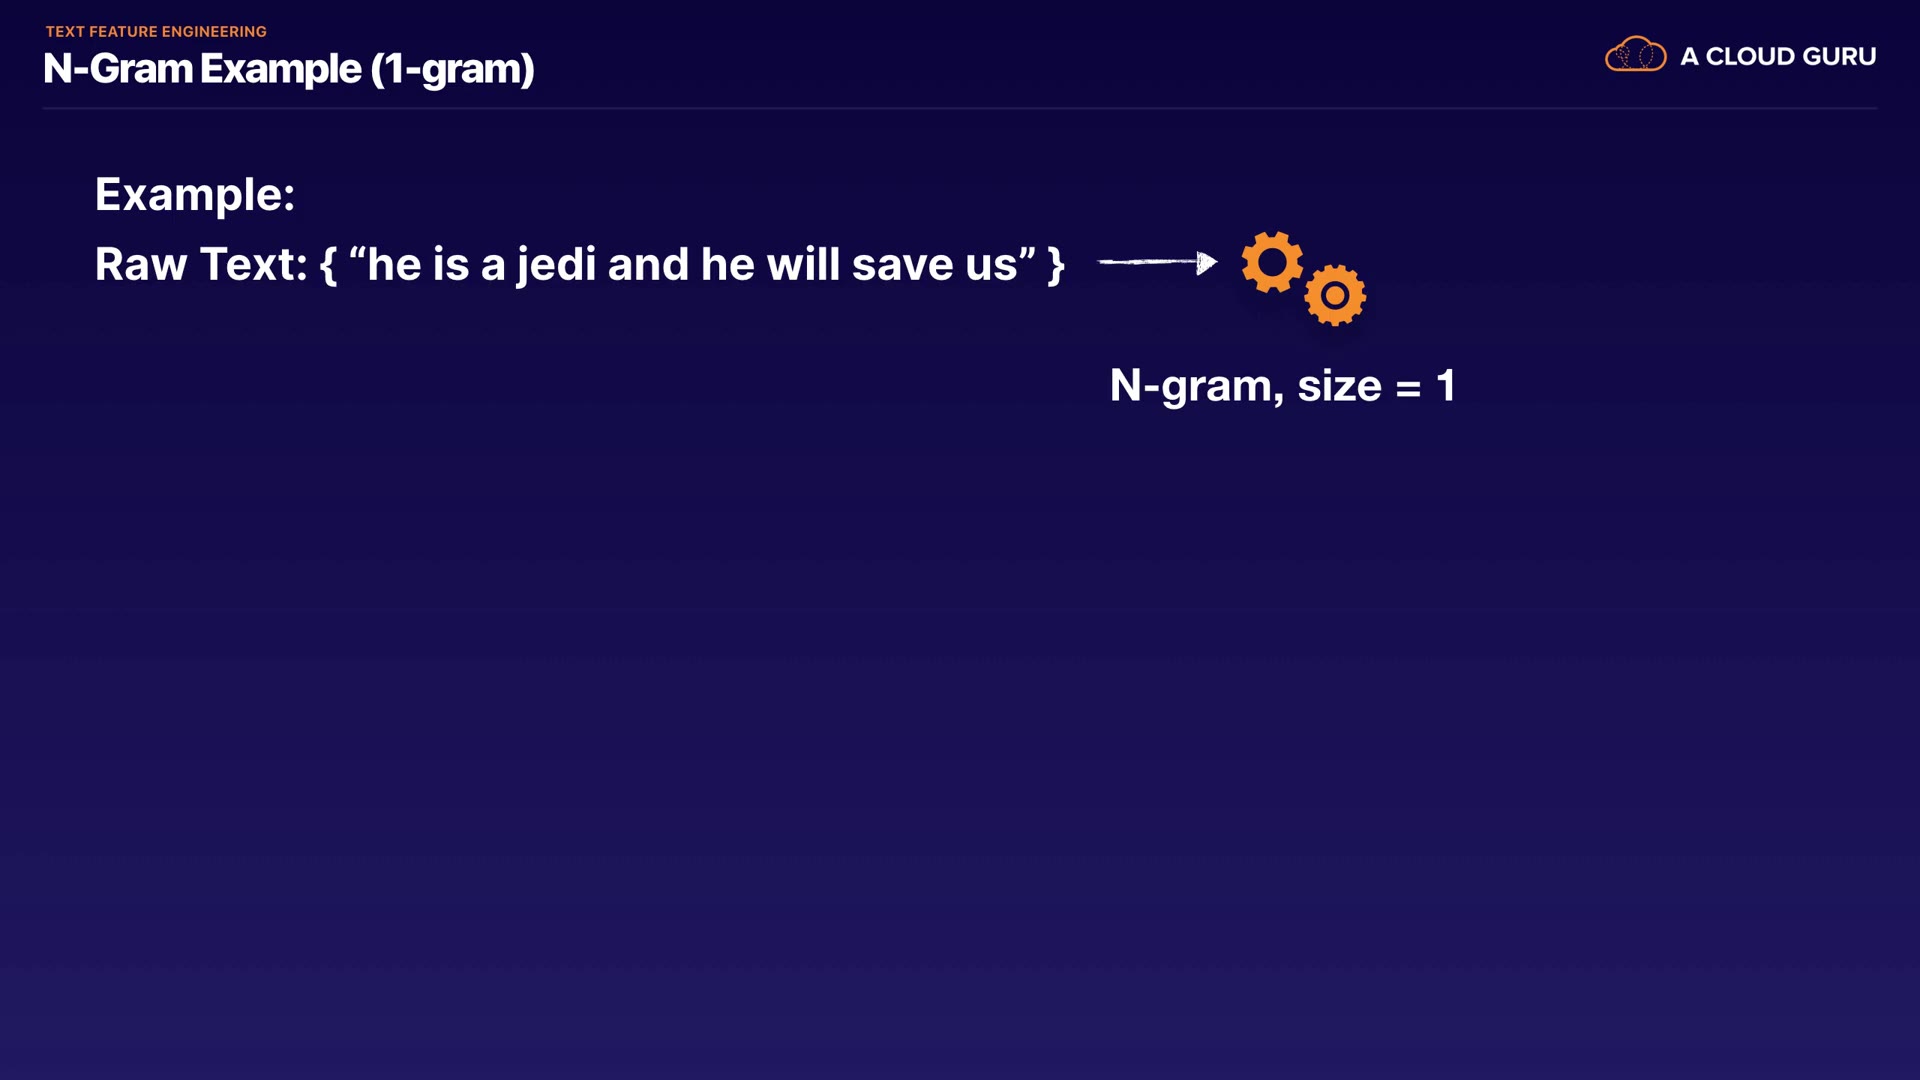 TEXT FEATURE ENGINEERING
N-Gram Example (1-gram)
A CLOUD GURU
Example:
Raw Text: { “he is a jedi and he will save us” }
N-gram, size = 1